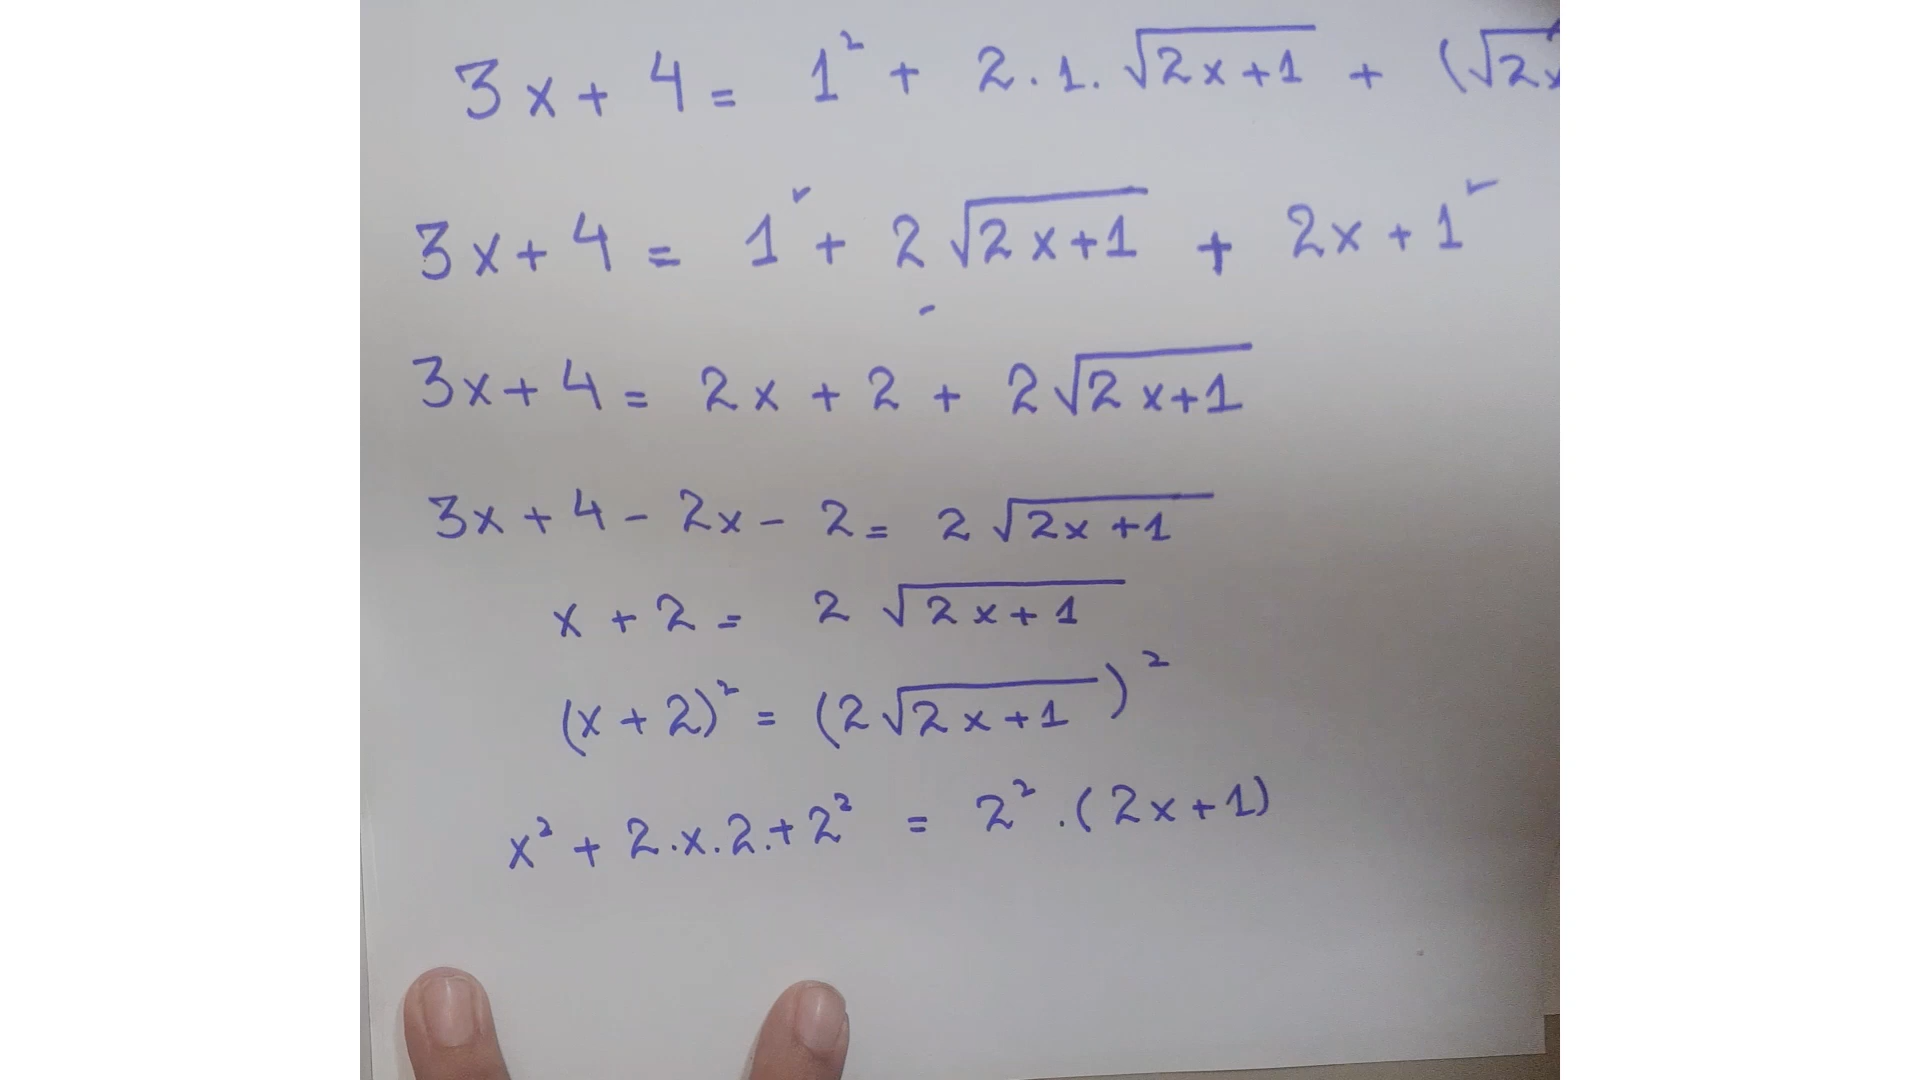 3x + 4 = 1² + 2 . 1 . √2x + 1 + (√2x
3x + 4 = 1 + 2 √2x + 1 + 2x + 1
3x + 4 = 2x + 2 + 2 √2x + 1
3x + 4 - 2x - 2 = 2 √2x + 1
x + 2 = 2 √2x + 1
(x + 2)² = (2 √2x + 1)²
x² + 2 . x . 2 . + 2² = 2² . (2x + 1)